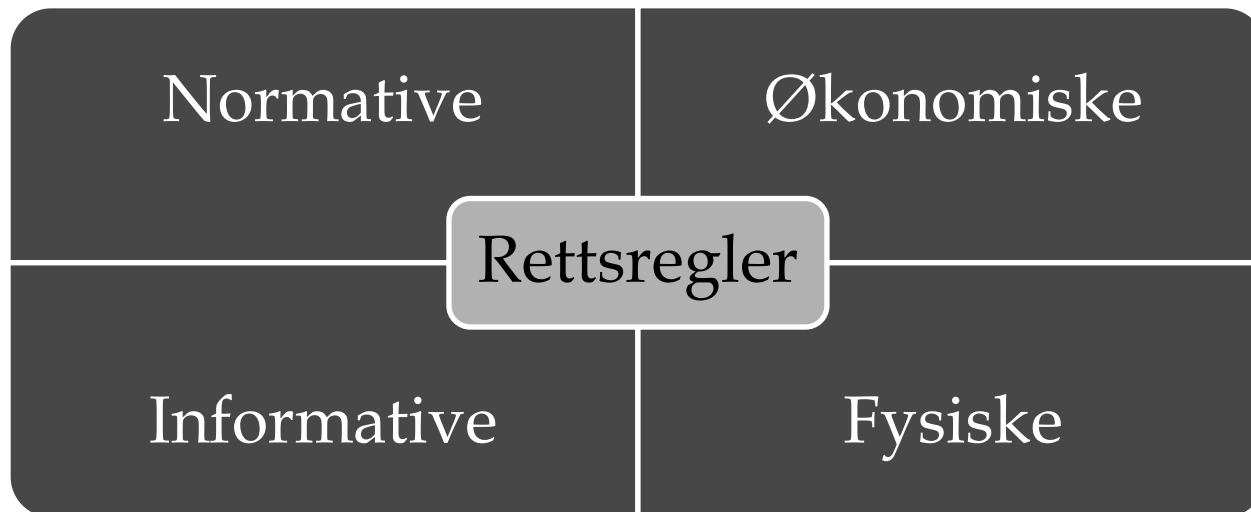 Normative
Økonomiske
Rettsregler
Informative
Fysiske